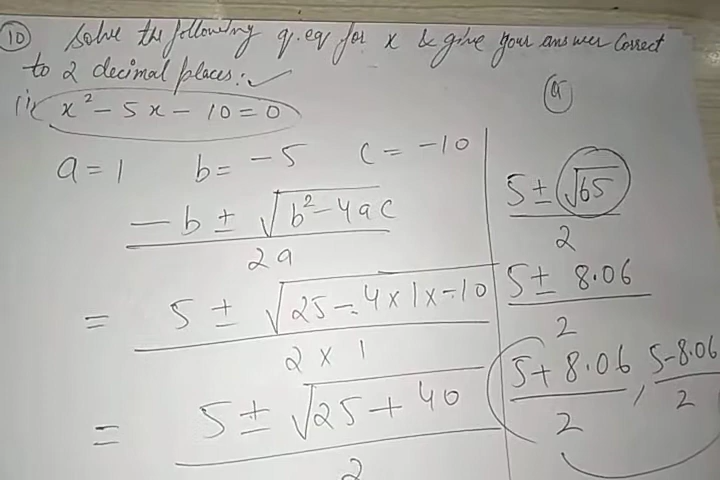 10 Solve the following q.eq for x & give your answer Correct
to 2 decimal places:
(i) x² - 5x - 10 = 0
a = 1 b = -5 c = -10
-b ± √b²-4ac
2a
= 5 ± √25 - 4×1×-10
2 × 1
= 5 ± √25 + 40
2
5 ± √65
2
5 ± 8.06
2
5 + 8.06 , 5 - 8.06
2 2